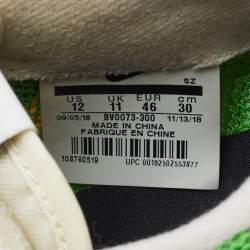 SZ
US UK EUR cm
12 11 46 30
09/05/18 BV0073-300 11/13/18
MADE IN CHINA
FABRIQUE EN CHINE
108760519
UPC 00192502553877